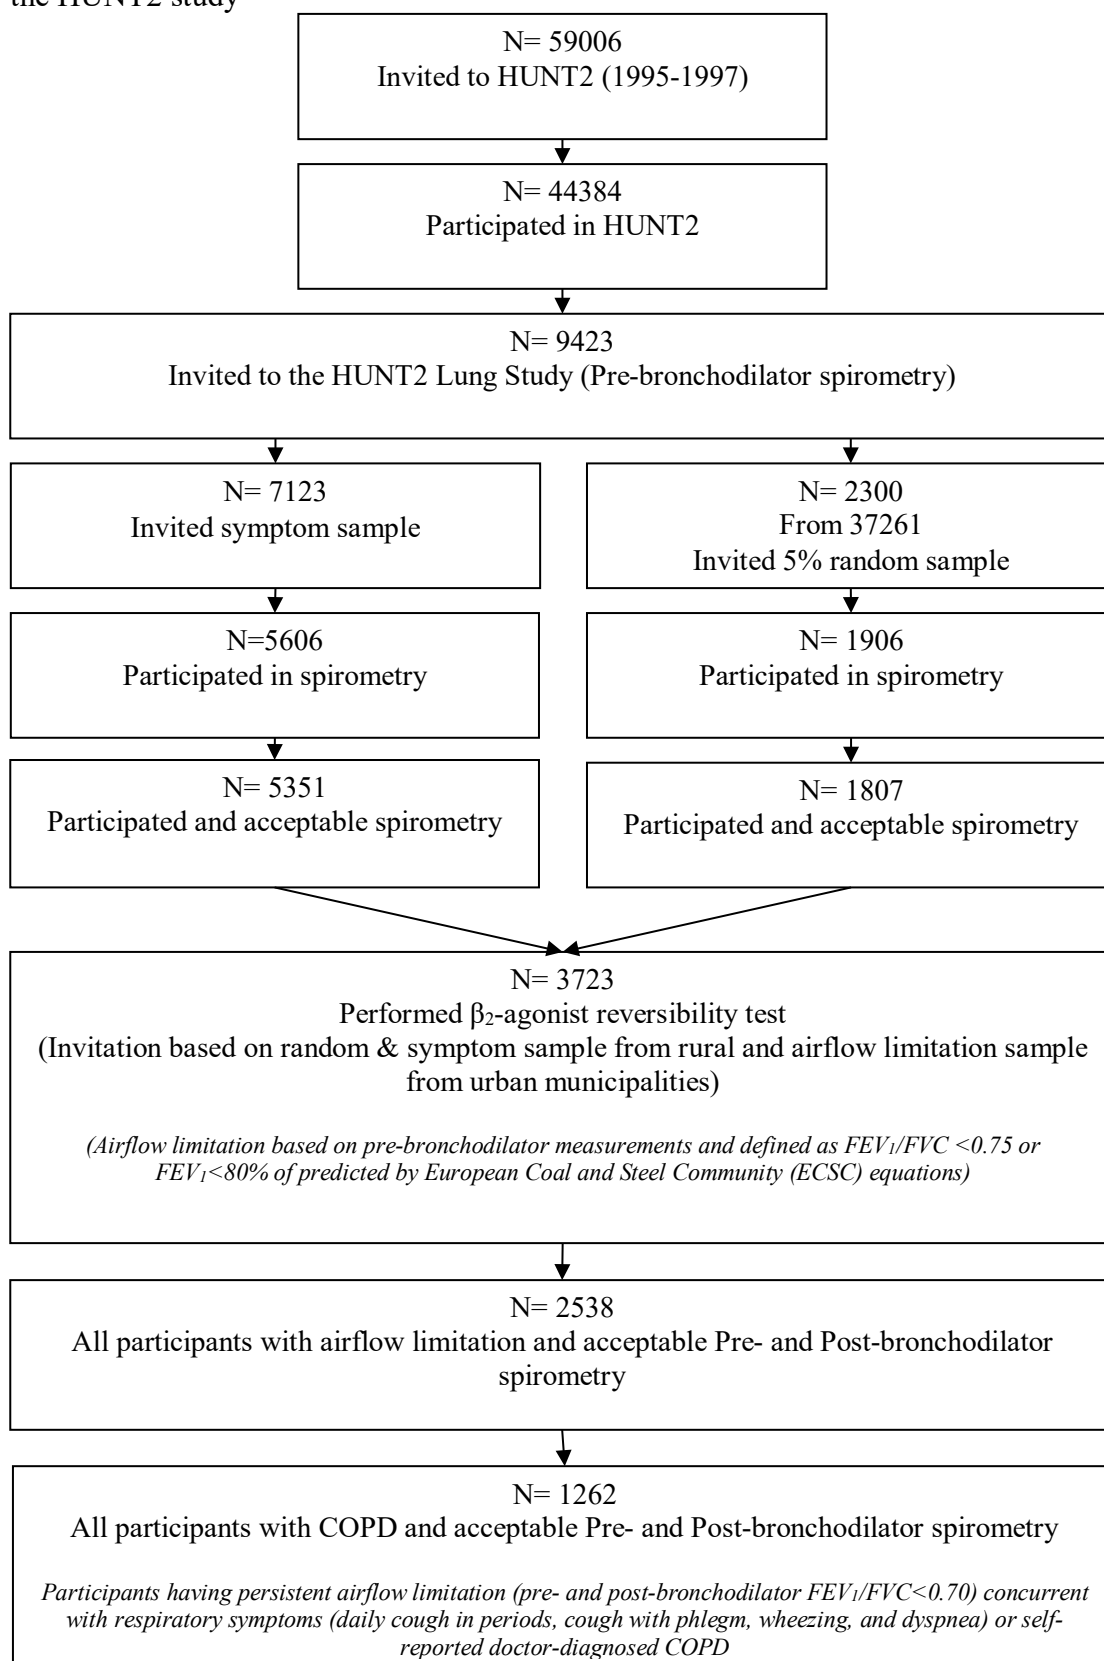 the HUNT2 study
N= 59006
Invited to HUNT2 (1995-1997)
N= 44384
Participated in HUNT2
N= 9423
Invited to the HUNT2 Lung Study (Pre-bronchodilator spirometry)
N= 7123
Invited symptom sample
N= 2300
From 37261
Invited 5% random sample
N=5606
Participated in spirometry
N= 1906
Participated in spirometry
N= 5351
Participated and acceptable spirometry
N= 1807
Participated and acceptable spirometry
N= 3723
Performed β₂-agonist reversibility test
(Invitation based on random & symptom sample from rural and airflow limitation sample
from urban municipalities)
(Airflow limitation based on pre-bronchodilator measurements and defined as FEV₁/FVC <0.75 or
FEV₁<80% of predicted by European Coal and Steel Community (ECSC) equations)
N= 2538
All participants with airflow limitation and acceptable Pre- and Post-bronchodilator
spirometry
N= 1262
All participants with COPD and acceptable Pre- and Post-bronchodilator spirometry
Participants having persistent airflow limitation (pre- and post-bronchodilator FEV₁/FVC<0.70) concurrent
with respiratory symptoms (daily cough in periods, cough with phlegm, wheezing, and dyspnea) or self-
reported doctor-diagnosed COPD